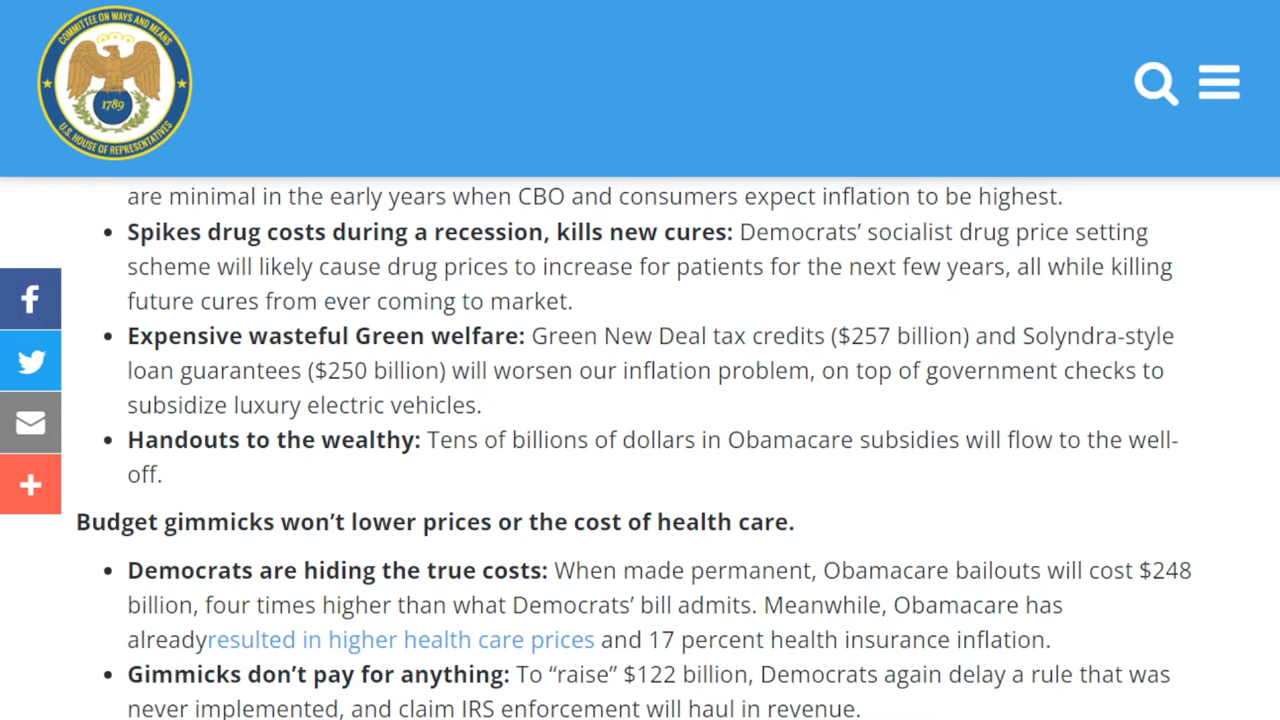 COMMITTEE ON WAYS AND MEANS
1789
U.S. HOUSE OF REPRESENTATIVES
are minimal in the early years when CBO and consumers expect inflation to be highest.
• Spikes drug costs during a recession, kills new cures: Democrats’ socialist drug price setting
scheme will likely cause drug prices to increase for patients for the next few years, all while killing
future cures from ever coming to market.
• Expensive wasteful Green welfare: Green New Deal tax credits ($257 billion) and Solyndra-style
loan guarantees ($250 billion) will worsen our inflation problem, on top of government checks to
subsidize luxury electric vehicles.
• Handouts to the wealthy: Tens of billions of dollars in Obamacare subsidies will flow to the well-
off.
Budget gimmicks won’t lower prices or the cost of health care.
• Democrats are hiding the true costs: When made permanent, Obamacare bailouts will cost $248
billion, four times higher than what Democrats’ bill admits. Meanwhile, Obamacare has
alreadyresulted in higher health care prices and 17 percent health insurance inflation.
• Gimmicks don’t pay for anything: To “raise” $122 billion, Democrats again delay a rule that was
never implemented, and claim IRS enforcement will haul in revenue.